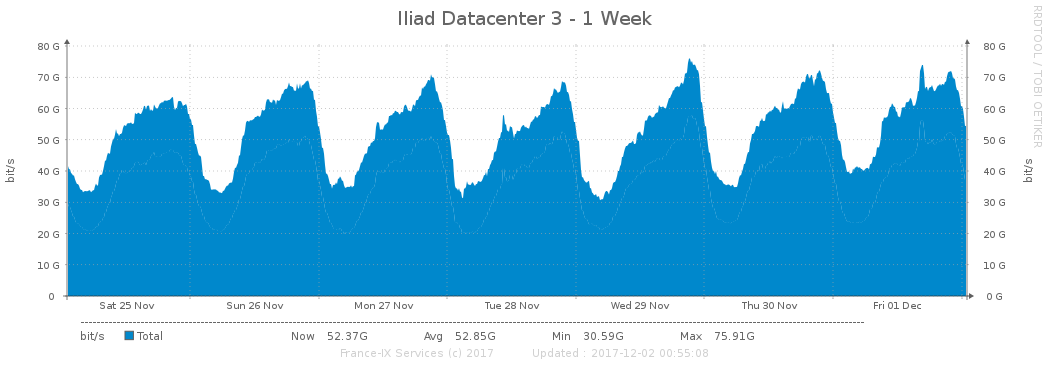 Iliad Datacenter 3 - 1 Week
RRDTOOL / TOBI OETIKER
80 G 80 G
70 G 70 G
60 G 60 G
50 G 50 G
40 G 40 G
30 G 30 G
20 G 20 G
10 G 10 G
0 0 G
bit/s bit/s
Sat 25 Nov Sun 26 Nov Mon 27 Nov Tue 28 Nov Wed 29 Nov Thu 30 Nov Fri 01 Dec
bit/s Total Now 52.37G Avg 52.85G Min 30.59G Max 75.91G
France-IX Services (c) 2017 Updated : 2017-12-02 00:55:08